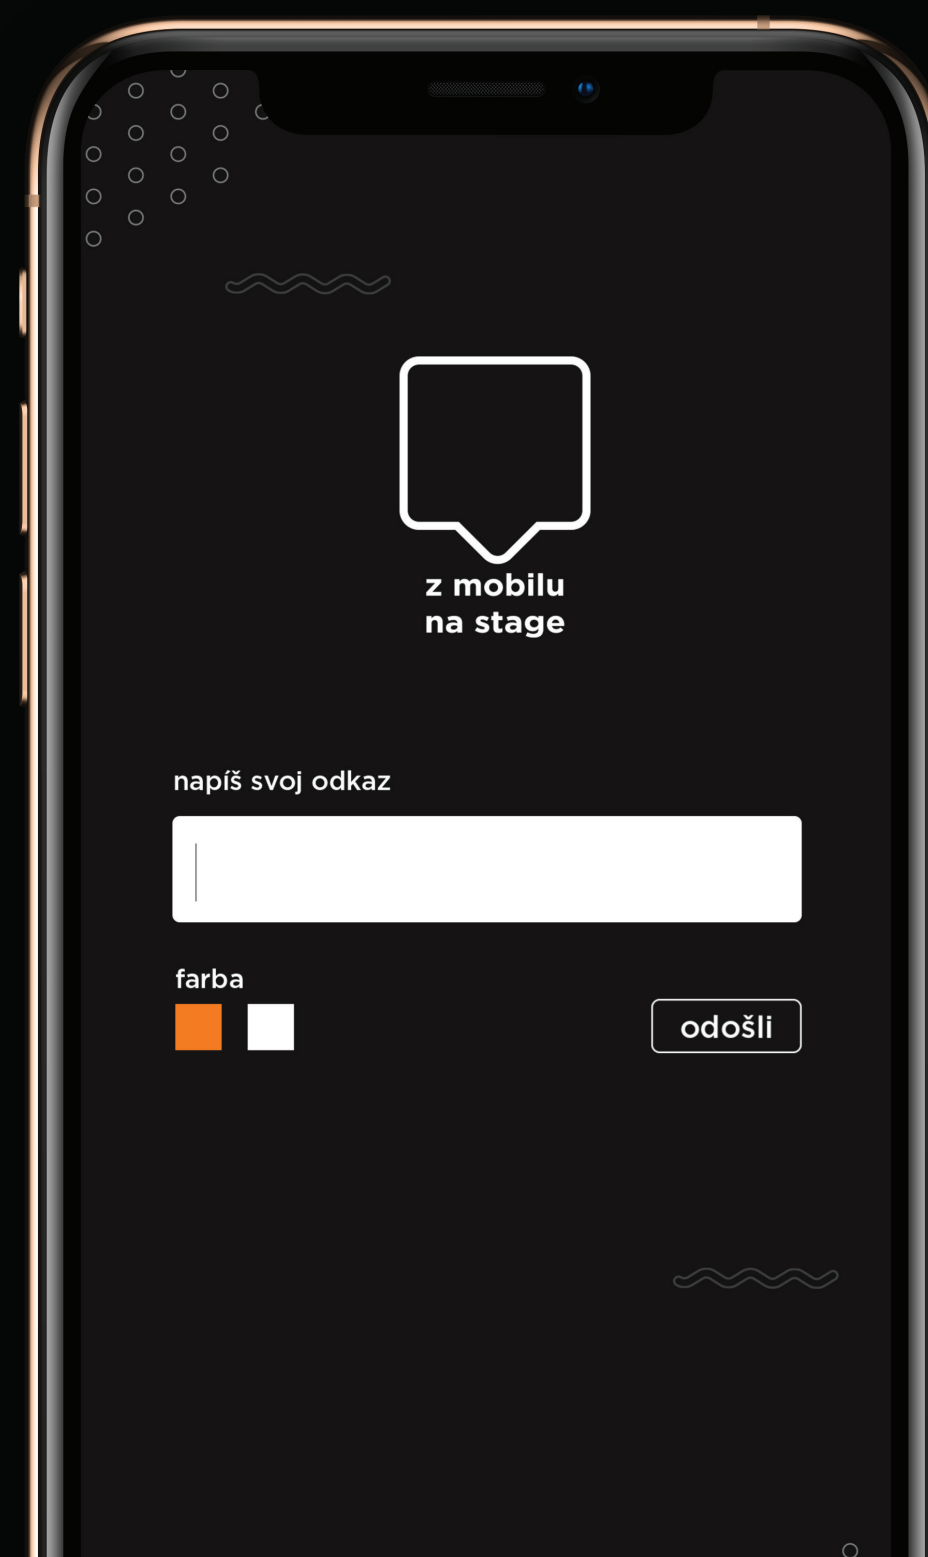 z mobilu
na stage
napíš svoj odkaz
farba
odošli